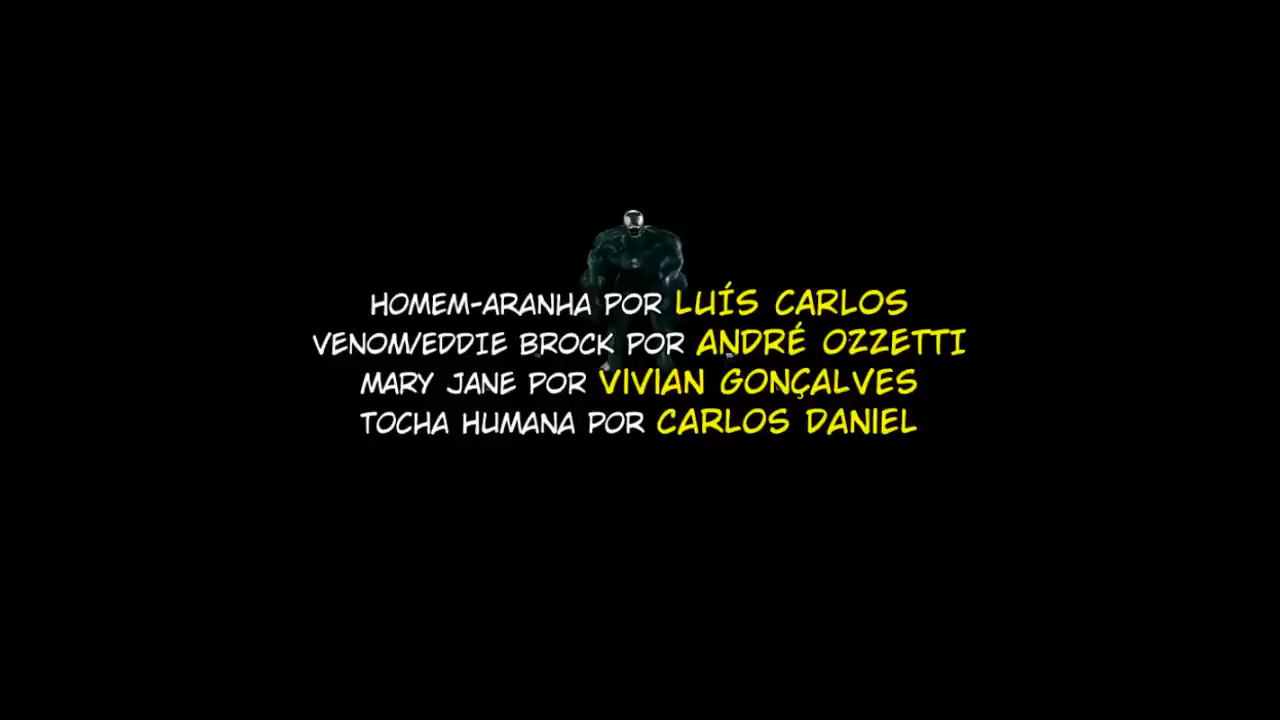 HOMEM-ARANHA POR LUÍS CARLOS
VENOM/EDDIE BROCK POR ANDRÉ OZZETTI
MARY JANE POR VIVIAN GONÇALVES
TOCHA HUMANA POR CARLOS DANIEL